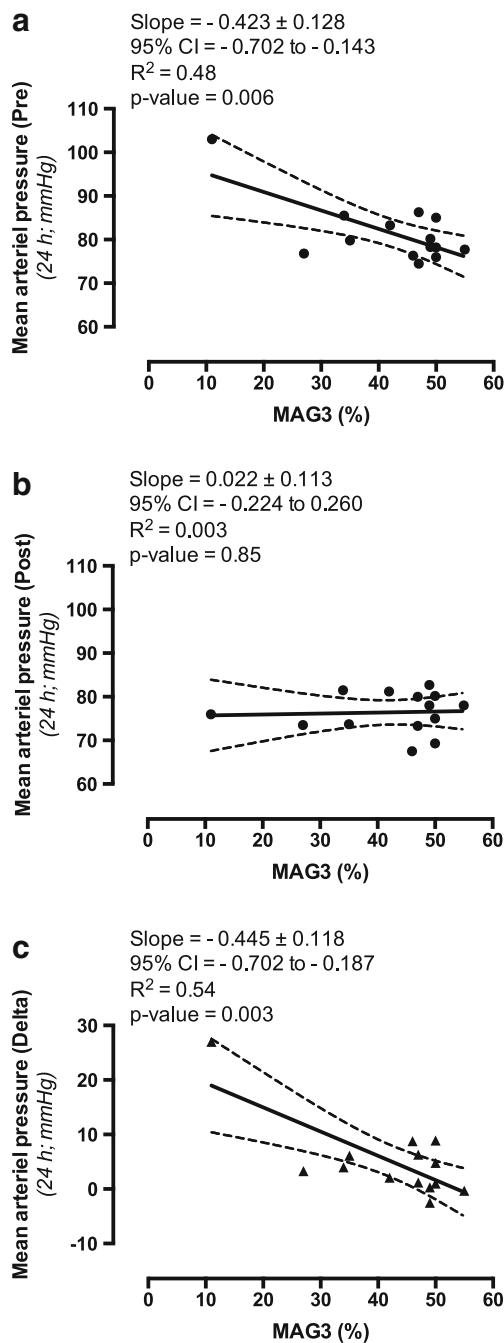 a
Slope = - 0.423 ± 0.128
95% CI = - 0.702 to - 0.143
R² = 0.48
p-value = 0.006
Mean arteriel pressure (Pre)
(24 h; mmHg)
110
100
90
80
70
60
0 10 20 30 40 50 60
MAG3 (%)
b
Slope = 0.022 ± 0.113
95% CI = - 0.224 to 0.260
R² = 0.003
p-value = 0.85
Mean arteriel pressure (Post)
(24 h; mmHg)
110
100
90
80
70
60
0 10 20 30 40 50 60
MAG3 (%)
c
Slope = - 0.445 ± 0.118
95% CI = - 0.702 to - 0.187
R² = 0.54
p-value = 0.003
Mean arteriel pressure (Delta)
(24 h; mmHg)
30
20
10
0
-10
0 10 20 30 40 50 60
MAG3 (%)